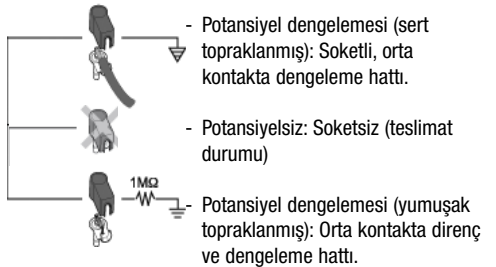 - Potansiyel dengelemesi (sert
topraklanmış): Soketli, orta
kontakta dengeleme hattı.
- Potansiyelsiz: Soketsiz (teslimat
durumu)
1MΩ
- Potansiyel dengelemesi (yumuşak
topraklanmış): Orta kontakta direnç
ve dengeleme hattı.